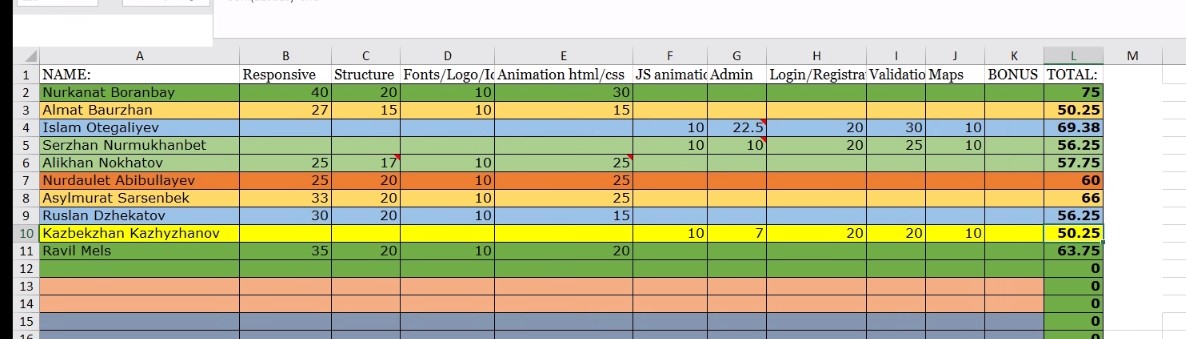 A B C D E F G H I J K L M
1 NAME: Responsive Structure Fonts/Logo/Ic Animation html/css JS animatic Admin Login/Registra Validatio Maps BONUS TOTAL:
2 Nurkanat Boranbay 40 20 10 30 75
3 Almat Baurzhan 27 15 10 15 50.25
4 Islam Otegaliyev 10 22.5 20 30 10 69.38
5 Serzhan Nurmukhanbet 10 10 20 25 10 56.25
6 Alikhan Nokhatov 25 17 10 25 57.75
7 Nurdaulet Abibullayev 25 20 10 25 60
8 Asylmurat Sarsenbek 33 20 10 25 66
9 Ruslan Dzhekatov 30 20 10 15 56.25
10 Kazbekzhan Kazhyzhanov 10 7 20 20 10 50.25
11 Ravil Mels 35 20 10 20 63.75
12 0
13 0
14 0
15 0
16 0